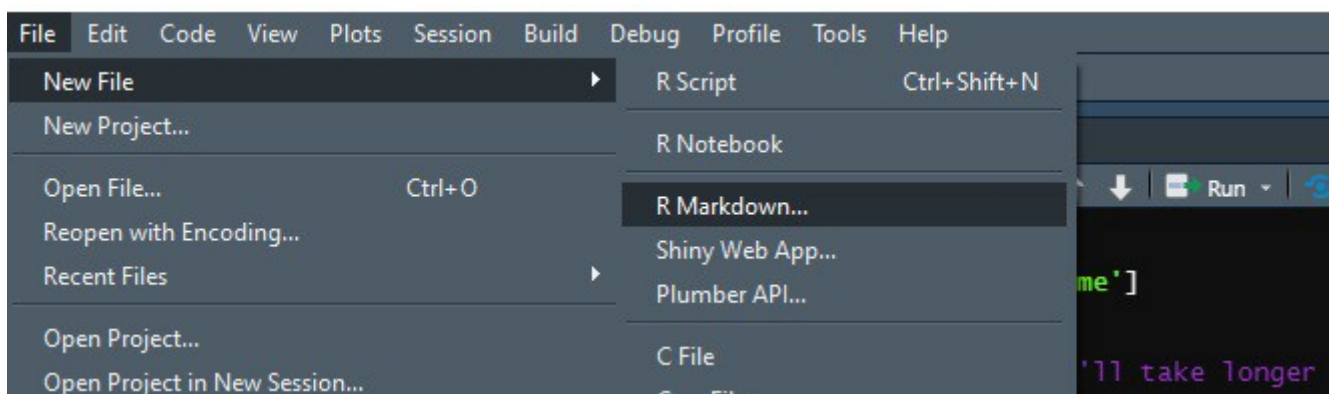 File Edit Code View Plots Session Build Debug Profile Tools Help
New File
New Project...
Open File... Ctrl+O
Reopen with Encoding...
Recent Files
Open Project...
Open Project in New Session...
R Script Ctrl+Shift+N
R Notebook
R Markdown...
Shiny Web App...
Plumber API...
C File
Run
me']
'll take longer